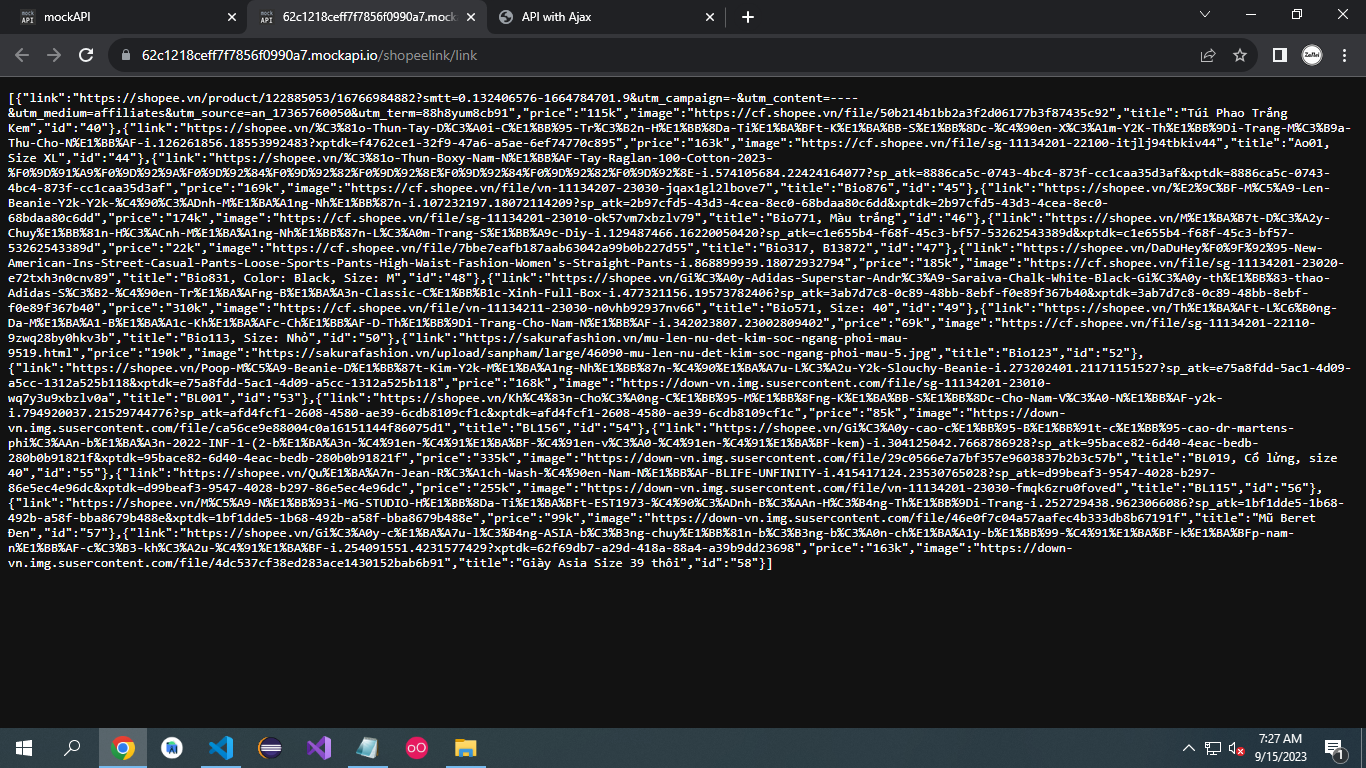 mockAPI
62c1218ceff7f7856f0990a7.mock
API with Ajax
62c1218ceff7f7856f0990a7.mockapi.io/shopeelink/link
[{"link":"https://shopee.vn/product/122885053/16766984882?smtt=0.132406576-1664784701.9&utm_campaign=-&utm_content=----
&utm_medium=affiliates&utm_source=an_17365760050&utm_term=88h8yum8cb91","price":"115k","image":"https://cf.shopee.vn/file/50b214b1bb2a3f2d06177b3f87435c92","title":"Túi Phao Trắng
Kem","id":"40"},{"link":"https://shopee.vn/%C3%81o-Thun-Tay-D%C3%A0i-C%E1%BB%95-Tr%C3%B2n-H%E1%BB%8Da-Ti%E1%BA%BFt-K%E1%BA%BB-S%E1%BB%8Dc-%C4%90en-X%C3%A1m-Y2K-Th%E1%BB%9Di-Trang-M%C3%B9a-
Thu-Cho-N%E1%BB%AF-i.126261856.18553992483?xptdk=f4762ce1-32f9-47a6-a5ae-6ef74770c895","price":"163k","image":"https://cf.shopee.vn/file/sg-11134201-22100-itjlj94tbkiv44","title":"Ao01,
Size XL","id":"44"},{"link":"https://shopee.vn/%C3%81o-Thun-Boxy-Nam-N%E1%BB%AF-Tay-Raglan-100-Cotton-2023-
%F0%9D%91%A9%F0%9D%92%9A%F0%9D%92%84%F0%9D%92%82%F0%9D%92%8E%F0%9D%92%84%F0%9D%92%82%F0%9D%92%8E-i.574105684.22424164077?sp_atk=8886ca5c-0743-4bc4-873f-cc1caa35d3af&xptdk=8886ca5c-0743-
4bc4-873f-cc1caa35d3af","price":"169k","image":"https://cf.shopee.vn/file/vn-11134207-23030-jqax1gl2lbove7","title":"Bio876","id":"45"},{"link":"https://shopee.vn/%E2%9C%BF-M%C5%A9-Len-
Beanie-Y2k-Y2k-%C4%90%C3%ADnh-M%E1%BA%A1ng-Nh%E1%BB%87n-i.107232197.18072114209?sp_atk=2b97cfd5-43d3-4cea-8ec0-68bdaa80c6dd&xptdk=2b97cfd5-43d3-4cea-8ec0-
68bdaa80c6dd","price":"174k","image":"https://cf.shopee.vn/file/sg-11134201-23010-ok57vm7xbzlv79","title":"Bio771, Màu trắng","id":"46"},{"link":"https://shopee.vn/M%E1%BA%B7t-D%C3%A2y-
Chuy%E1%BB%81n-H%C3%ACnh-M%E1%BA%A1ng-Nh%E1%BB%87n-L%C3%A0m-Trang-S%E1%BB%A9c-Diy-i.129487466.16220050420?sp_atk=c1e655b4-f68f-45c3-bf57-53262543389d&xptdk=c1e655b4-f68f-45c3-bf57-
53262543389d","price":"22k","image":"https://cf.shopee.vn/file/7bbe7eafb187aab63042a99b0b227d55","title":"Bio317, B13872","id":"47"},{"link":"https://shopee.vn/DaDuHey%F0%9F%92%95-New-
American-Ins-Street-Casual-Pants-Loose-Sports-Pants-High-Waist-Fashion-Women's-Straight-Pants-i.868899939.18072932794","price":"185k","image":"https://cf.shopee.vn/file/sg-11134201-23020-
e72txh3n0cnv89","title":"Bio831, Color: Black, Size: M","id":"48"},{"link":"https://shopee.vn/Gi%C3%A0y-Adidas-Superstar-Andr%C3%A9-Saraiva-Chalk-White-Black-Gi%C3%A0y-th%E1%BB%83-thao-
Adidas-S%C3%B2-%C4%90en-Tr%E1%BA%AFng-B%E1%BA%A3n-Classic-C%E1%BB%B1c-Xinh-Full-Box-i.477321156.19573782406?sp_atk=3ab7d7c8-0c89-48bb-8ebf-f0e89f367b40&xptdk=3ab7d7c8-0c89-48bb-8ebf-
f0e89f367b40","price":"310k","image":"https://cf.shopee.vn/file/vn-11134211-23030-n0vhb92937nv66","title":"Bio571, Size: 40","id":"49"},{"link":"https://shopee.vn/Th%E1%BA%AFt-L%C6%B0ng-
Da-M%E1%BA%A1-B%E1%BA%A1c-Kh%E1%BA%AFc-Ch%E1%BB%AF-D-Th%E1%BB%9Di-Trang-Cho-Nam-N%E1%BB%AF-i.342023807.23002809402","price":"69k","image":"https://cf.shopee.vn/file/sg-11134201-22110-
9zwq28by0hkv3b","title":"Bio113, Size: Nhỏ","id":"50"},{"link":"https://sakurafashion.vn/mu-len-nu-det-kim-soc-ngang-phoi-mau-
9519.html","price":"190k","image":"https://sakurafashion.vn/upload/sanpham/large/46090-mu-len-nu-det-kim-soc-ngang-phoi-mau-5.jpg","title":"Bio123","id":"52"},
{"link":"https://shopee.vn/Poop-M%C5%A9-Beanie-D%E1%BB%87t-Kim-Y2k-M%E1%BA%A1ng-Nh%E1%BB%87n-%C4%90%E1%BA%A7u-L%C3%A2u-Y2k-Slouchy-Beanie-i.273202401.21171151527?sp_atk=e75a8fdd-5ac1-4d09-
a5cc-1312a525b118&xptdk=e75a8fdd-5ac1-4d09-a5cc-1312a525b118","price":"168k","image":"https://down-vn.img.susercontent.com/file/sg-11134201-23010-
wq7y3u9xbzlv0a","title":"BL001","id":"53"},{"link":"https://shopee.vn/Kh%C4%83n-Cho%C3%A0ng-C%E1%BB%95-M%E1%BB%8Fng-K%E1%BA%BB-S%E1%BB%8Dc-Cho-Nam-V%C3%A0-N%E1%BB%AF-y2k-
i.794920037.21529744776?sp_atk=afd4fcf1-2608-4580-ae39-6cdb8109cf1c&xptdk=afd4fcf1-2608-4580-ae39-6cdb8109cf1c","price":"85k","image":"https://down-
vn.img.susercontent.com/file/ca56ce9e88004c0a16151144f86075d1","title":"BL156","id":"54"},{"link":"https://shopee.vn/Gi%C3%A0y-cao-c%E1%BB%95-B%E1%BB%91t-c%E1%BB%95-cao-dr-martens-
phi%C3%AAn-b%E1%BA%A3n-2022-INF-1-(2-b%E1%BA%A3n-%C4%91en-%C4%91%E1%BA%BF-%C4%91en-v%C3%A0-%C4%91en-%C4%91%E1%BA%BF-kem)-i.304125042.7668786928?sp_atk=95bace82-6d40-4eac-bedb-
280b0b91821f&xptdk=95bace82-6d40-4eac-bedb-280b0b91821f","price":"335k","image":"https://down-vn.img.susercontent.com/file/29c0566e7a7bf357e9603837b2b3c57b","title":"BL019, Cổ lửng, size
40","id":"55"},{"link":"https://shopee.vn/Qu%E1%BA%A7n-Jean-R%C3%A1ch-Wash-%C4%90en-Nam-N%E1%BB%AF-BLIFE-UNFINITY-i.415417124.23530765028?sp_atk=d99beaf3-9547-4028-b297-
86e5ec4e96dc&xptdk=d99beaf3-9547-4028-b297-86e5ec4e96dc","price":"255k","image":"https://down-vn.img.susercontent.com/file/vn-11134201-23030-fmqk6zru0foved","title":"BL115","id":"56"},
{"link":"https://shopee.vn/M%C5%A9-N%E1%BB%93i-MG-STUDIO-H%E1%BB%8Da-Ti%E1%BA%BFt-EST1973-%C4%90%C3%ADnh-B%C3%AAn-H%C3%B4ng-Th%E1%BB%9Di-Trang-i.252729438.9623066086?sp_atk=1bf1dde5-1b68-
492b-a58f-bba8679b488e&xptdk=1bf1dde5-1b68-492b-a58f-bba8679b488e","price":"99k","image":"https://down-vn.img.susercontent.com/file/46e0f7c04a57aafec4b333db8b67191f","title":"Mũ Beret
Đen","id":"57"},{"link":"https://shopee.vn/Gi%C3%A0y-c%E1%BA%A7u-l%C3%B4ng-ASIA-b%C3%B3ng-chuy%E1%BB%81n-b%C3%B3ng-b%C3%A0n-ch%E1%BA%A1y-b%E1%BB%99-%C4%91%E1%BA%BF-k%E1%BA%BFp-nam-
n%E1%BB%AF-c%C3%B3-kh%C3%A2u-%C4%91%E1%BA%BF-i.254091551.4231577429?xptdk=62f69db7-a29d-418a-88a4-a39b9dd23698","price":"163k","image":"https://down-
vn.img.susercontent.com/file/4dc537cf38ed283ace1430152bab6b91","title":"Giày Asia Size 39 thôi","id":"58"}]
7:27 AM
9/15/2023
1